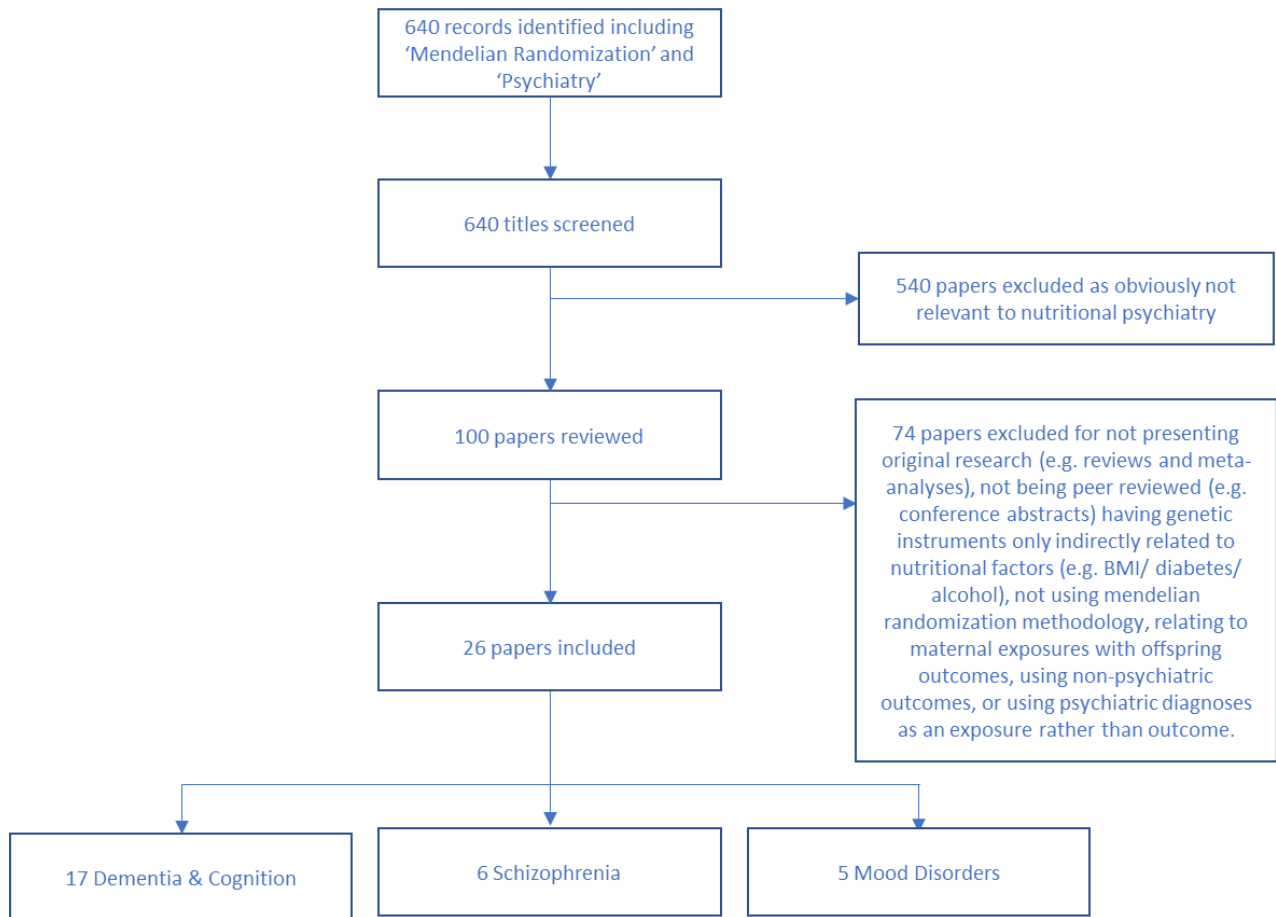 640 records identified including
‘Mendelian Randomization’ and
‘Psychiatry’
640 titles screened
540 papers excluded as obviously not
relevant to nutritional psychiatry
100 papers reviewed
74 papers excluded for not presenting
original research (e.g. reviews and meta-
analyses), not being peer reviewed (e.g.
conference abstracts) having genetic
instruments only indirectly related to
nutritional factors (e.g. BMI/ diabetes/
alcohol), not using mendelian
randomization methodology, relating to
maternal exposures with offspring
outcomes, using non-psychiatric
outcomes, or using psychiatric diagnoses
as an exposure rather than outcome.
26 papers included
17 Dementia & Cognition
6 Schizophrenia
5 Mood Disorders